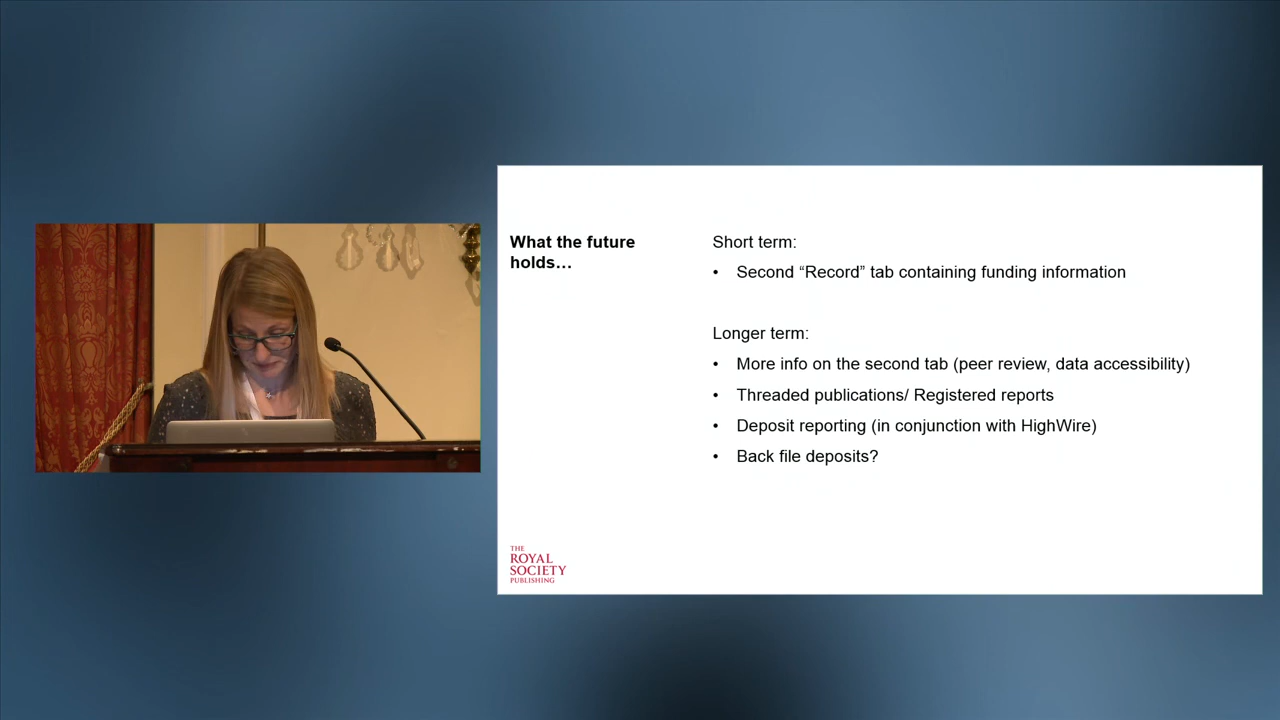 What the future
holds…
Short term:
• Second “Record” tab containing funding information
Longer term:
• More info on the second tab (peer review, data accessibility)
• Threaded publications/ Registered reports
• Deposit reporting (in conjunction with HighWire)
• Back file deposits?
THE
ROYAL
SOCIETY
PUBLISHING